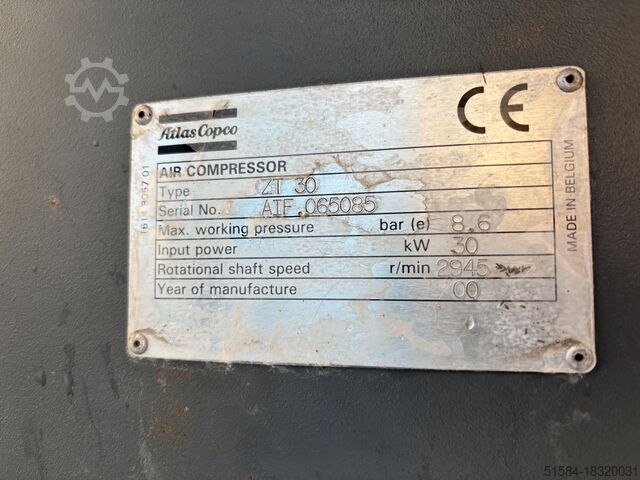 Atlas Copco
CE
AIR COMPRESSOR
Type ZT 30
Serial No. AIF.065085
Max. working pressure bar (e) 8.6
Input power kW 30
Rotational shaft speed r/min 2945
Year of manufacture 00
MADE IN BELGIUM
51584-18320031